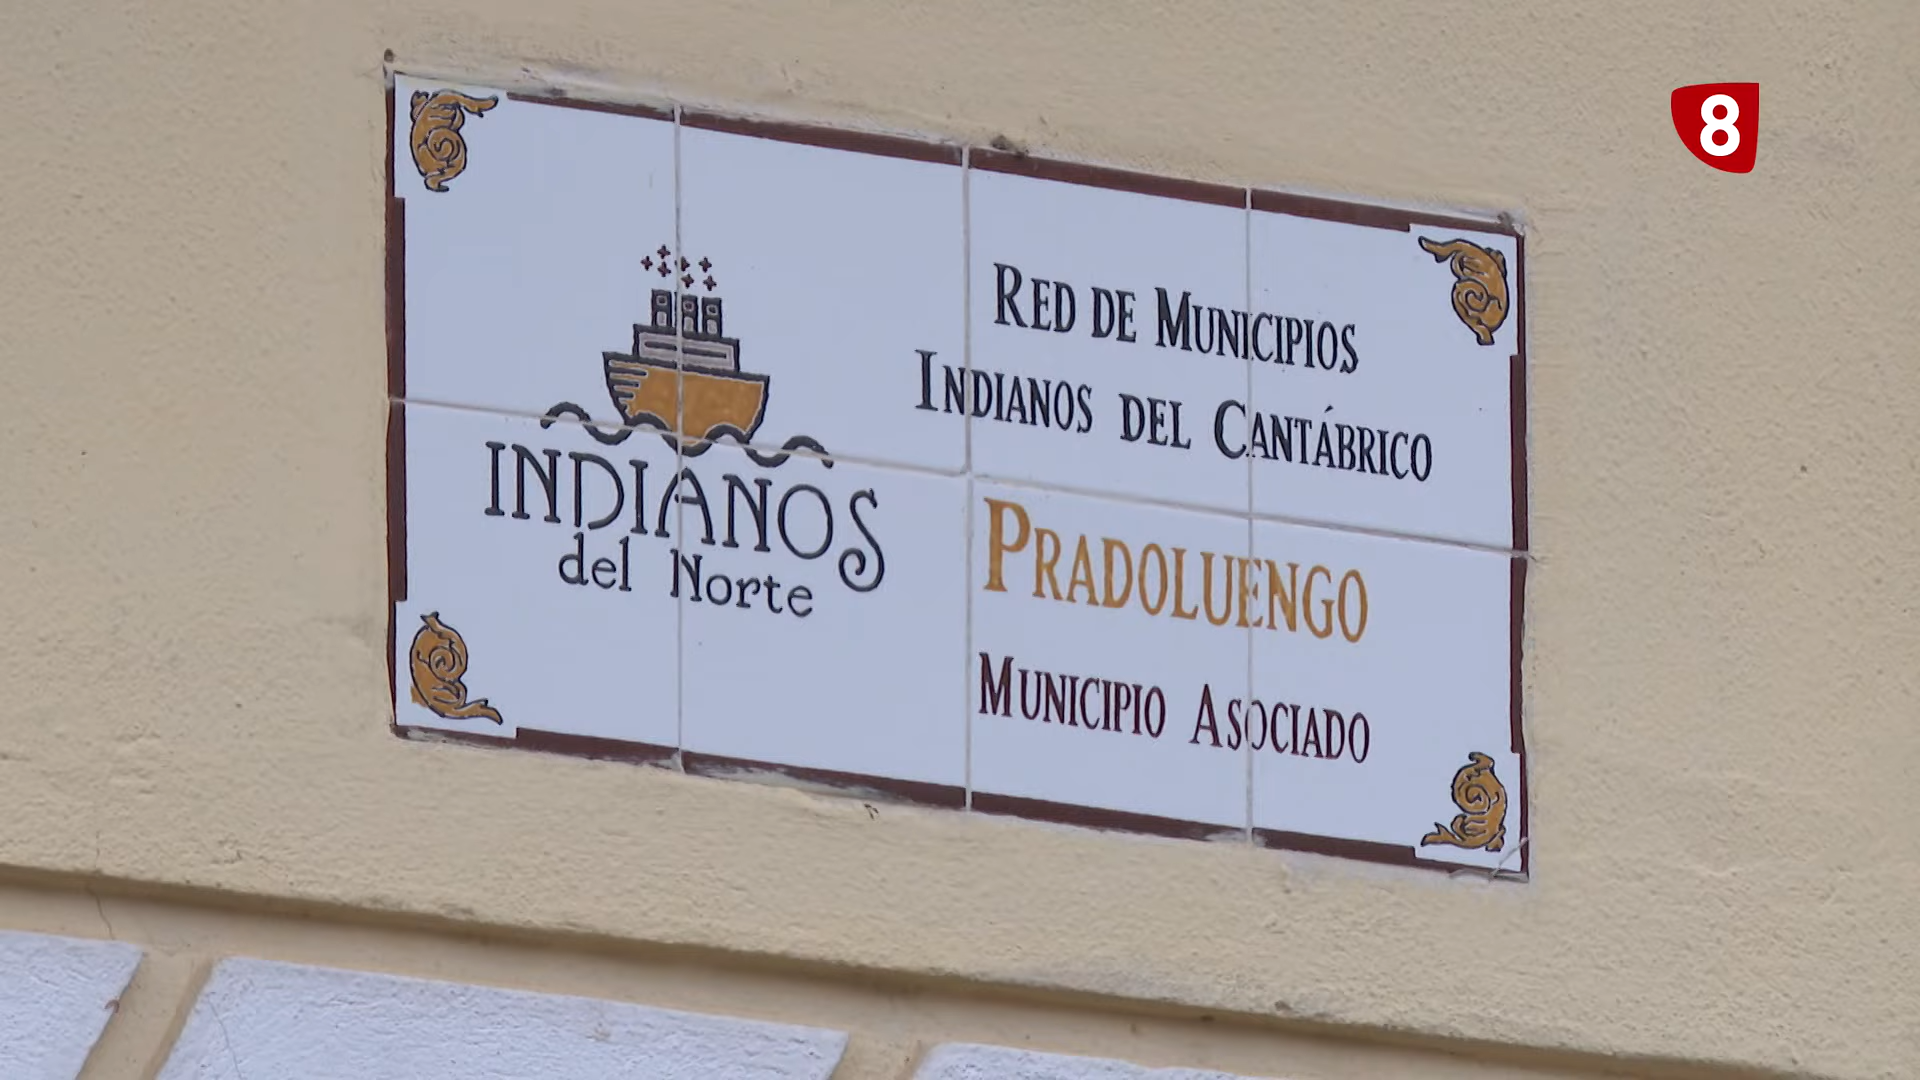 INDIANOS
del Norte
RED DE MUNICIPIOS
INDIANOS DEL CANTÁBRICO
PRADOLUENGO
MUNICIPIO ASOCIADO
8